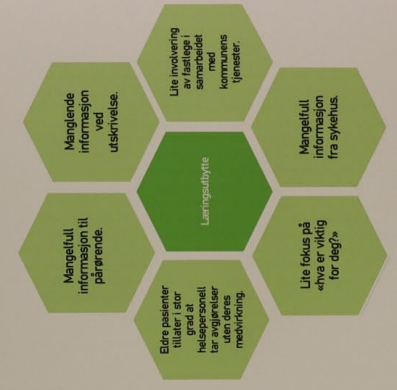 Lite involvering
av fastlege i
samarbeidet
med
kommunens
tjenester.
Manglende
informasjon
ved
utskrivelse.
Mangelfull
informasjon
fra sykehus.
Læringsutbytte
Mangelfull
informasjon til
pårørende.
Lite fokus på
«hva er viktig
for deg?»
Eldre pasienter
tillater i stor
grad at
helsepersonell
tar avgjørelser
uten deres
medvirkning.